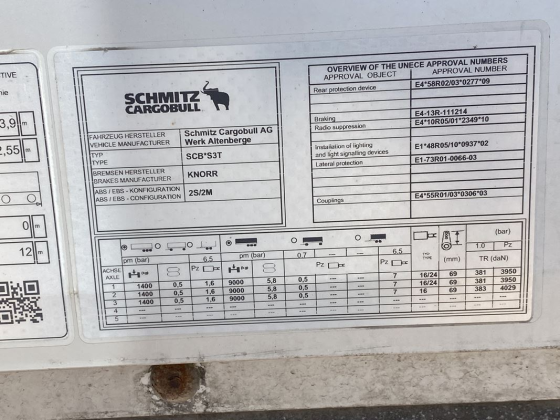 TIVE
nie
3,9 m
2,55 m
0 m
12 m
SCHMITZ
CARGOBULL
FAHRZEUG HERSTELLER
VEHICLE MANUFACTURER
Schmitz Cargobull AG
Werk Altenberge
TYP
TYPE
SCB*S3T
BREMSEN HERSTELLER
BRAKES MANUFACTURER
KNORR
ABS / EBS - KONFIGURATION
ABS / EBS - CONFIGURATION
2S/2M
OVERVIEW OF THE UNECE APPROVAL NUMBERS
APPROVAL OBJECT APPROVAL NUMBER
Rear protection device E4*58R02/03*0277*09
Braking E4-13R-111214
Radio suppression E4*10R05/01*2349*10
Installation of lighting
and light signalling devices E1*48R05/10*0937*02
Lateral protection E1-73R01-0066-03
Couplings E4*55R01/03*0306*03
pm (bar) 6.5 pm (bar) 0.7 --- --- 6.5 (bar)
1.0 Pz
ACHSE
AXLE
Pz Pz Pz (mm) TR (daN)
1 1400 0,5 1,6 9000 5,8 0,5 --- --- 7 16/24 69 381 3950
2 1400 0,5 1,6 9000 5,8 0,5 --- --- 7 16/24 69 381 3950
3 1400 0,5 1,6 9000 5,8 0,5 --- --- 7 16 69 383 4029
4 --- --- --- --- --- --- --- --- --- --- --- --- ---
5 --- --- --- --- --- --- --- --- --- --- --- --- ---